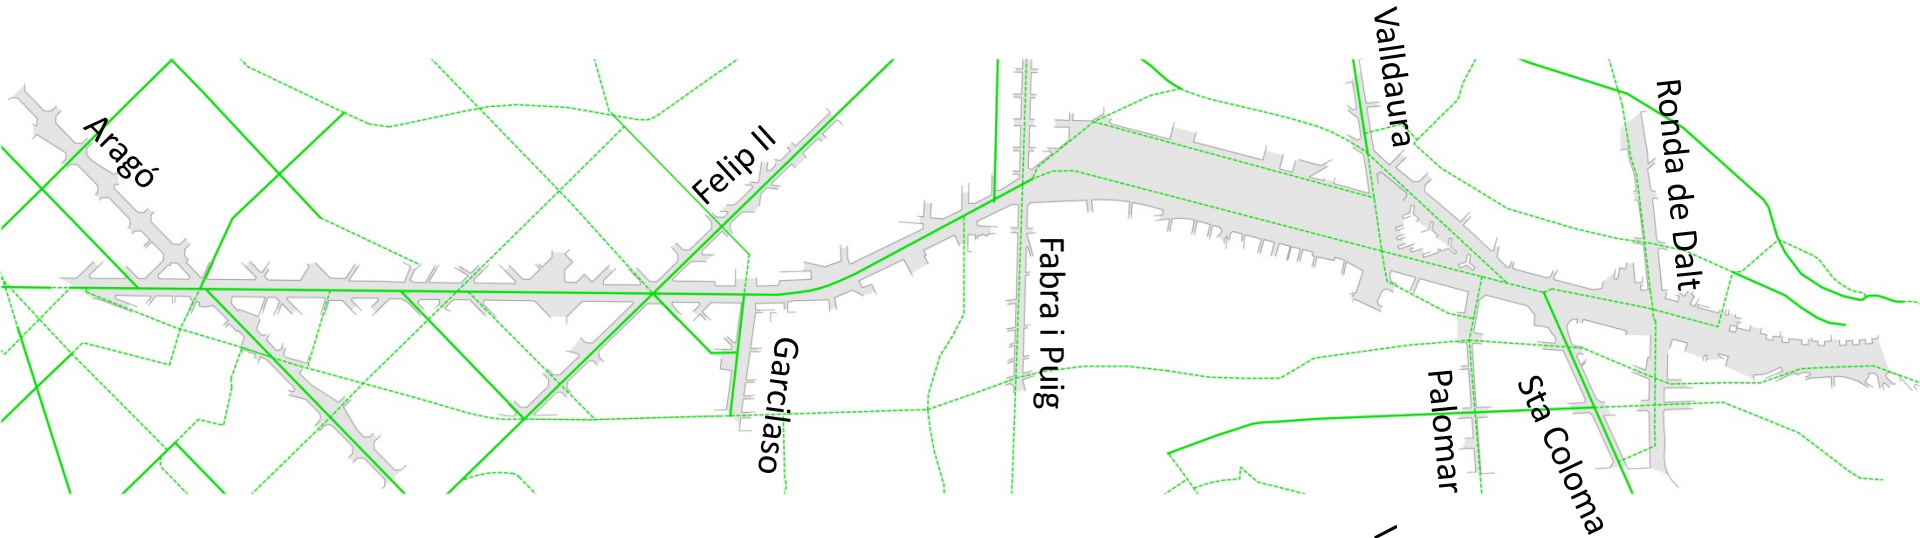 Aragó
Felip II
Garcilaso
Fabra i Puig
Valldaura
Palomar
Sta Coloma
Ronda de Dalt